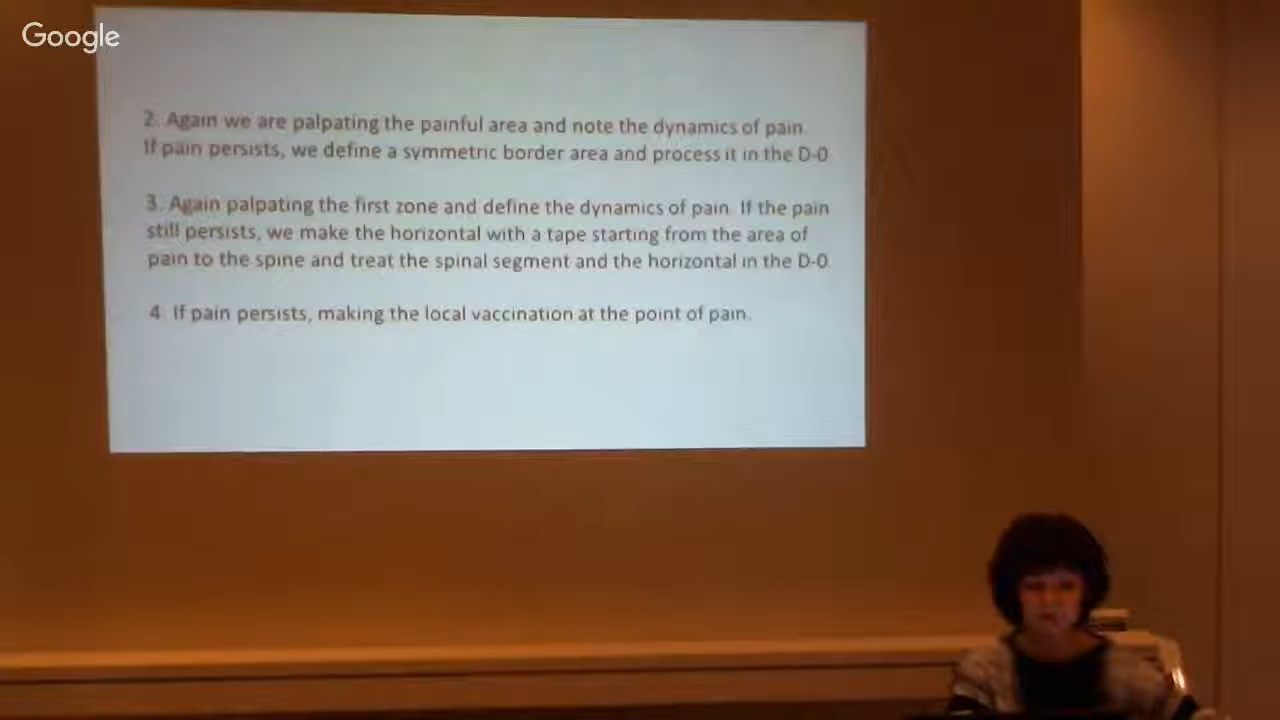 Google
2. Again we are palpating the painful area and note the dynamics of pain.
If pain persists, we define a symmetric border area and process it in the D-0.
3. Again palpating the first zone and define the dynamics of pain. If the pain
still persists, we make the horizontal with a tape starting from the area of
pain to the spine and treat the spinal segment and the horizontal in the D-0.
4. If pain persists, making the local vaccination at the point of pain.